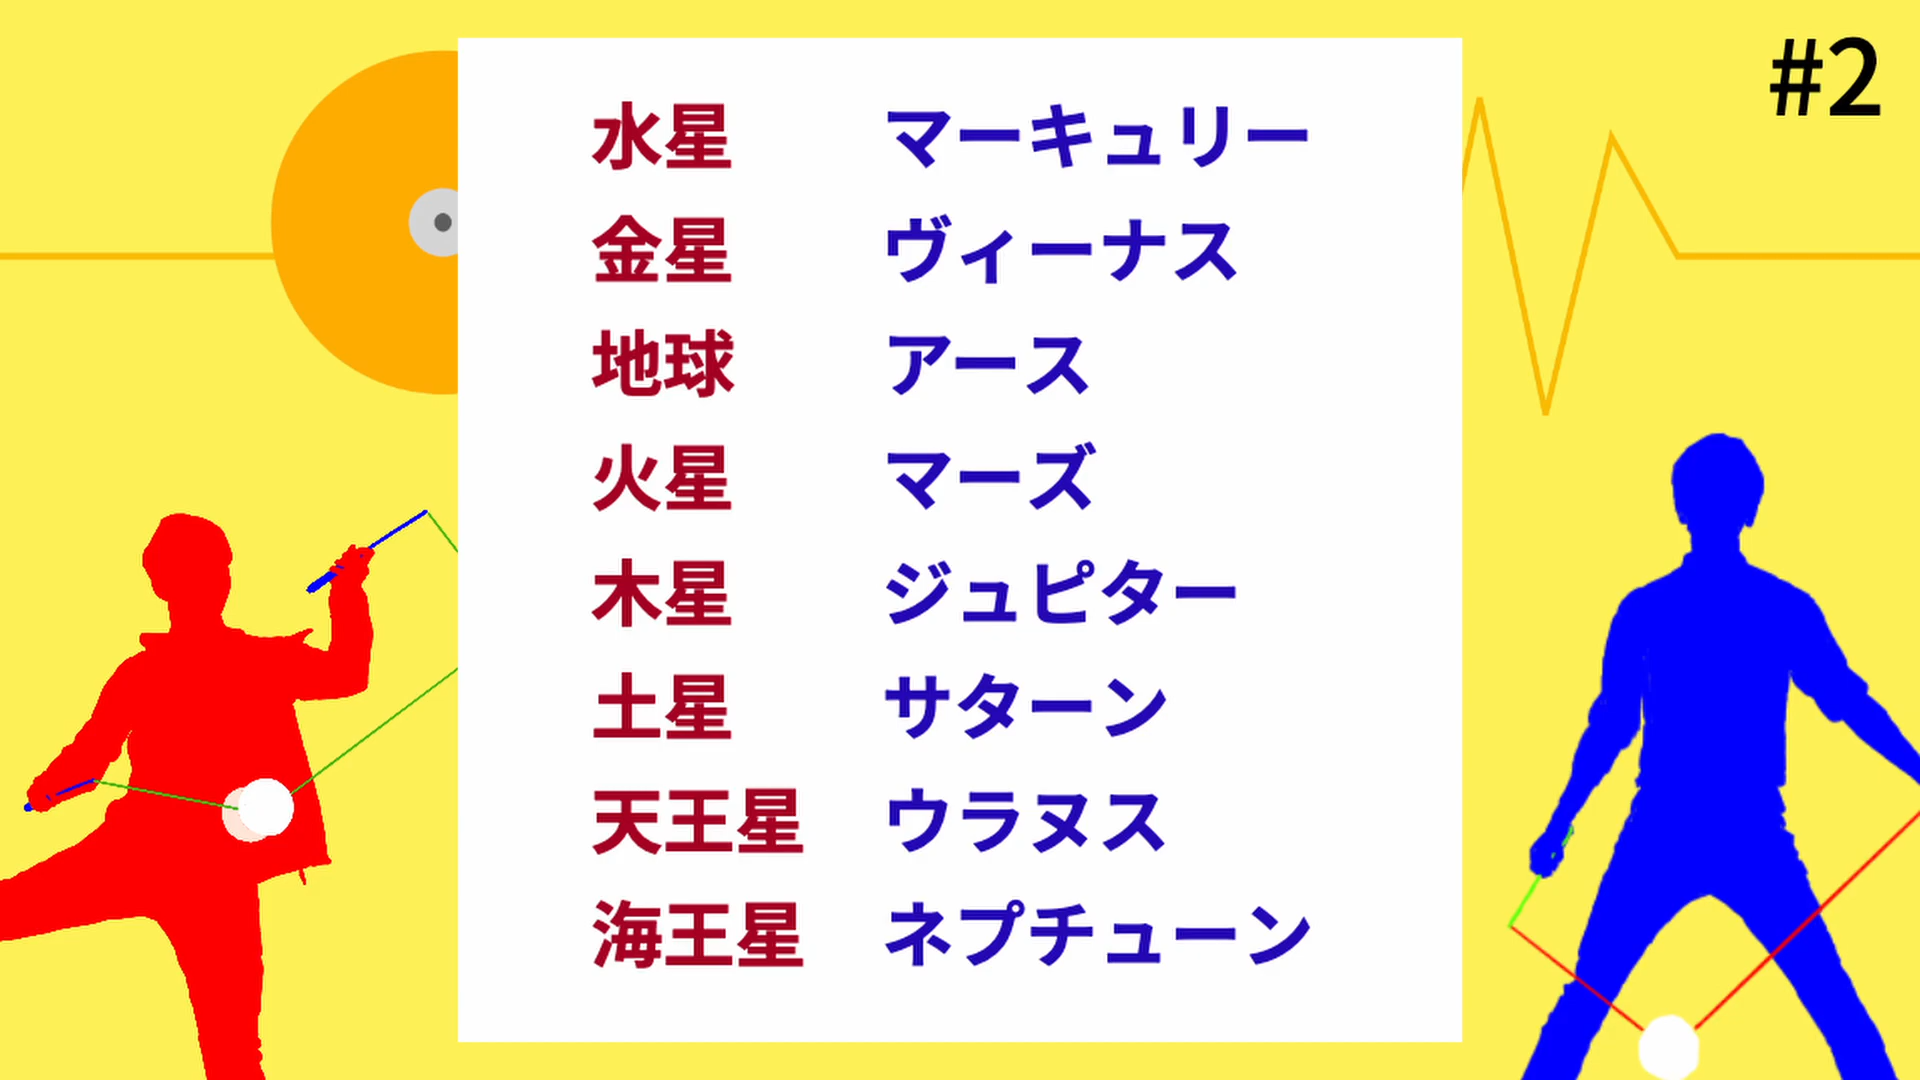 #2
水星 マーキュリー
金星 ヴィーナス
地球 アース
火星 マーズ
木星 ジュピター
土星 サターン
天王星 ウラヌス
海王星 ネプチューン